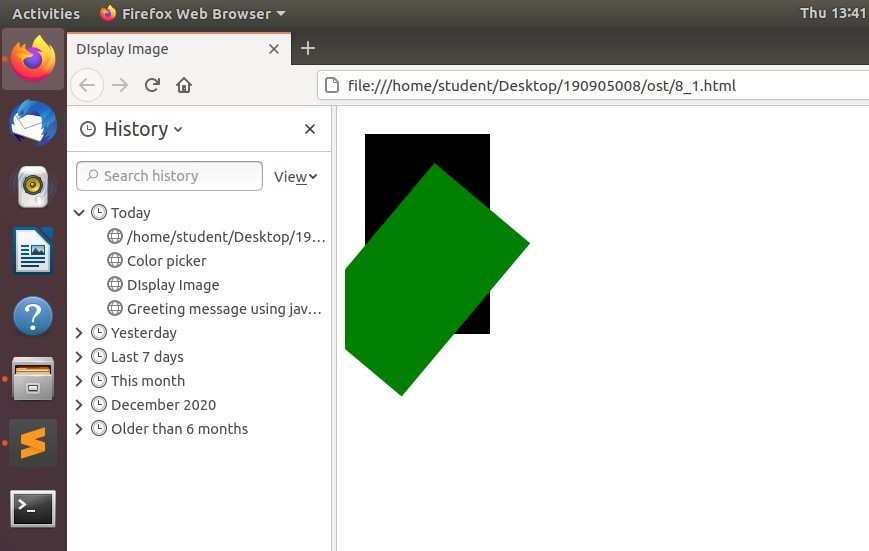 Activities Firefox Web Browser Thu 13:41
DIsplay Image
file:///home/student/Desktop/190905008/ost/8_1.html
History
Search history View
Today
/home/student/Desktop/19...
Color picker
DIsplay Image
Greeting message using jav...
Yesterday
Last 7 days
This month
December 2020
Older than 6 months